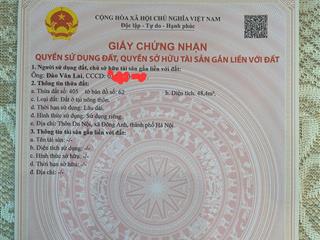 CỘNG HÒA XÃ HỘI CHỦ NGHĨA VIỆT NAM
Độc lập - Tự do - Hạnh phúc
GIẤY CHỨNG NHẬN
QUYỀN SỬ DỤNG ĐẤT, QUYỀN SỞ HỮU TÀI SẢN GẮN LIỀN VỚI ĐẤT
1. Người sử dụng đất, chủ sở hữu tài sản gắn liền với đất:
Ông: Đào Văn Lai, CCCD:
2. Thông tin thửa đất:
a. Thửa đất số: 405 tờ bản đồ số: 62 b. Diện tích: 48,4m².
c. Loại đất: Đất ở tại nông thôn.
d. Thời hạn sử dụng: Lâu dài.
đ. Hình thức sử dụng: Sử dụng riêng.
e. Địa chỉ: Thôn Du Nội, xã Đông Anh, thành phố Hà Nội.
3. Thông tin tài sản gắn liền với đất:
a. Tên tài sản: -/-
b. Diện tích sử dụng: -/-
c. Hình thức sở hữu: -/-
d. Thời hạn sở hữu: -/-
đ. Địa chỉ: -/-